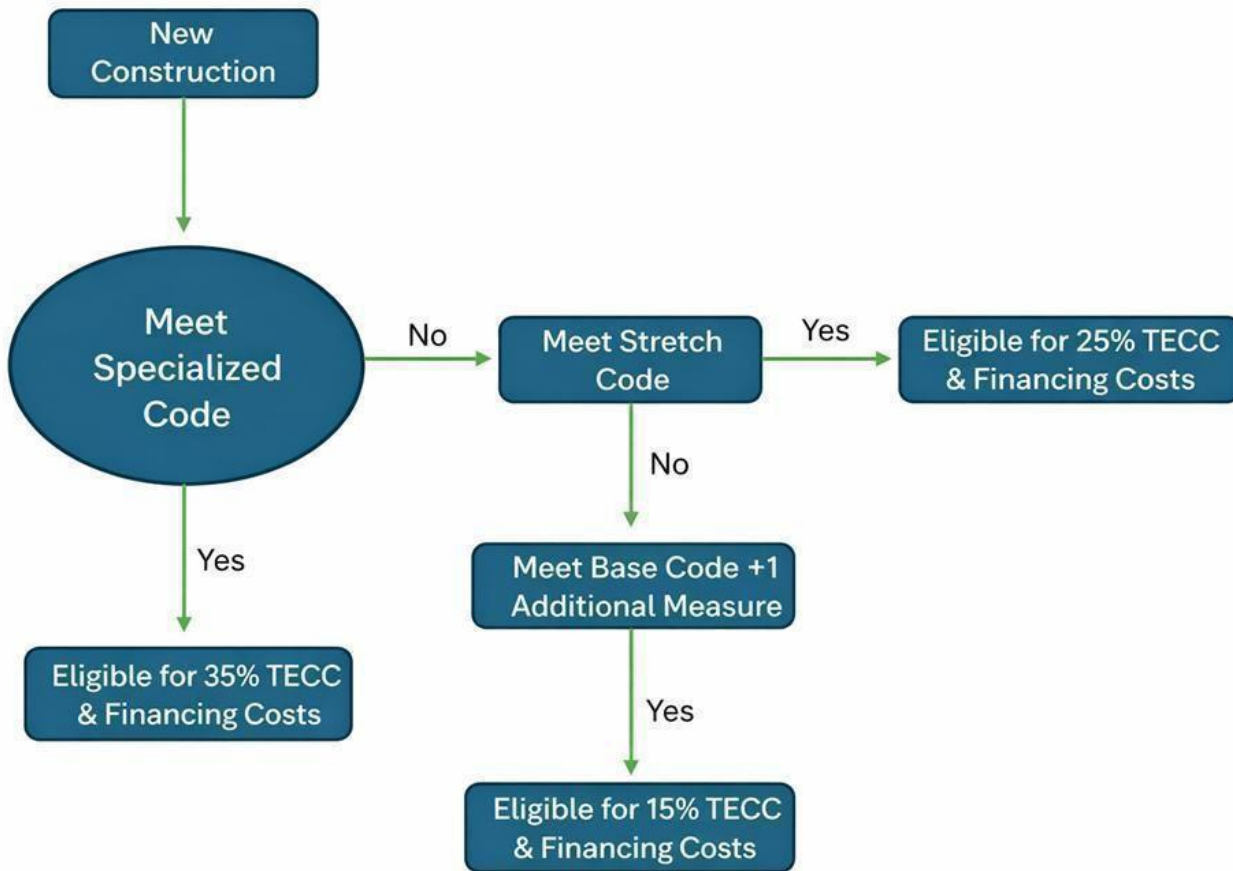 New
Construction
Meet
Specialized
Code
No
Meet Stretch
Code
Yes
Eligible for 25% TECC
& Financing Costs
No
Yes
Meet Base Code +1
Additional Measure
Eligible for 35% TECC
& Financing Costs
Yes
Eligible for 15% TECC
& Financing Costs